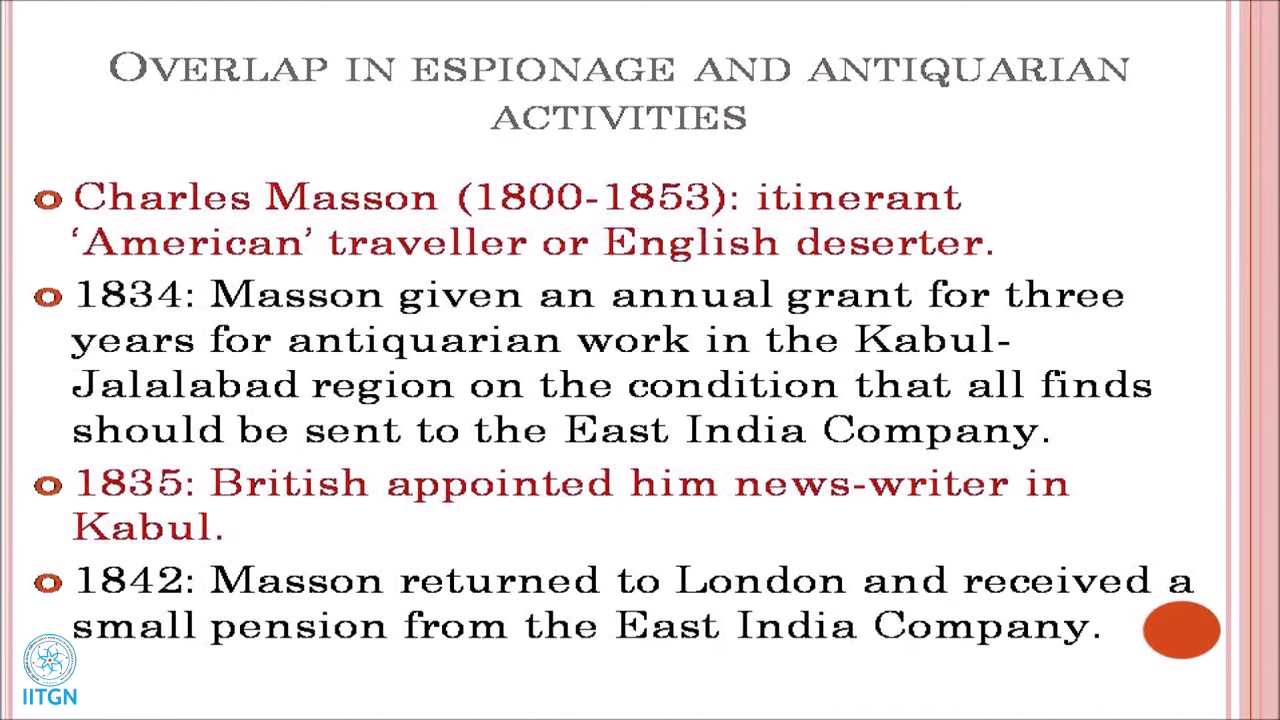 OVERLAP IN ESPIONAGE AND ANTIQUARIAN
ACTIVITIES
Charles Masson (1800-1853): itinerant
‘American’ traveller or English deserter.
1834: Masson given an annual grant for three
years for antiquarian work in the Kabul-
Jalalabad region on the condition that all finds
should be sent to the East India Company.
1835: British appointed him news-writer in
Kabul.
1842: Masson returned to London and received a
small pension from the East India Company.
IITGN